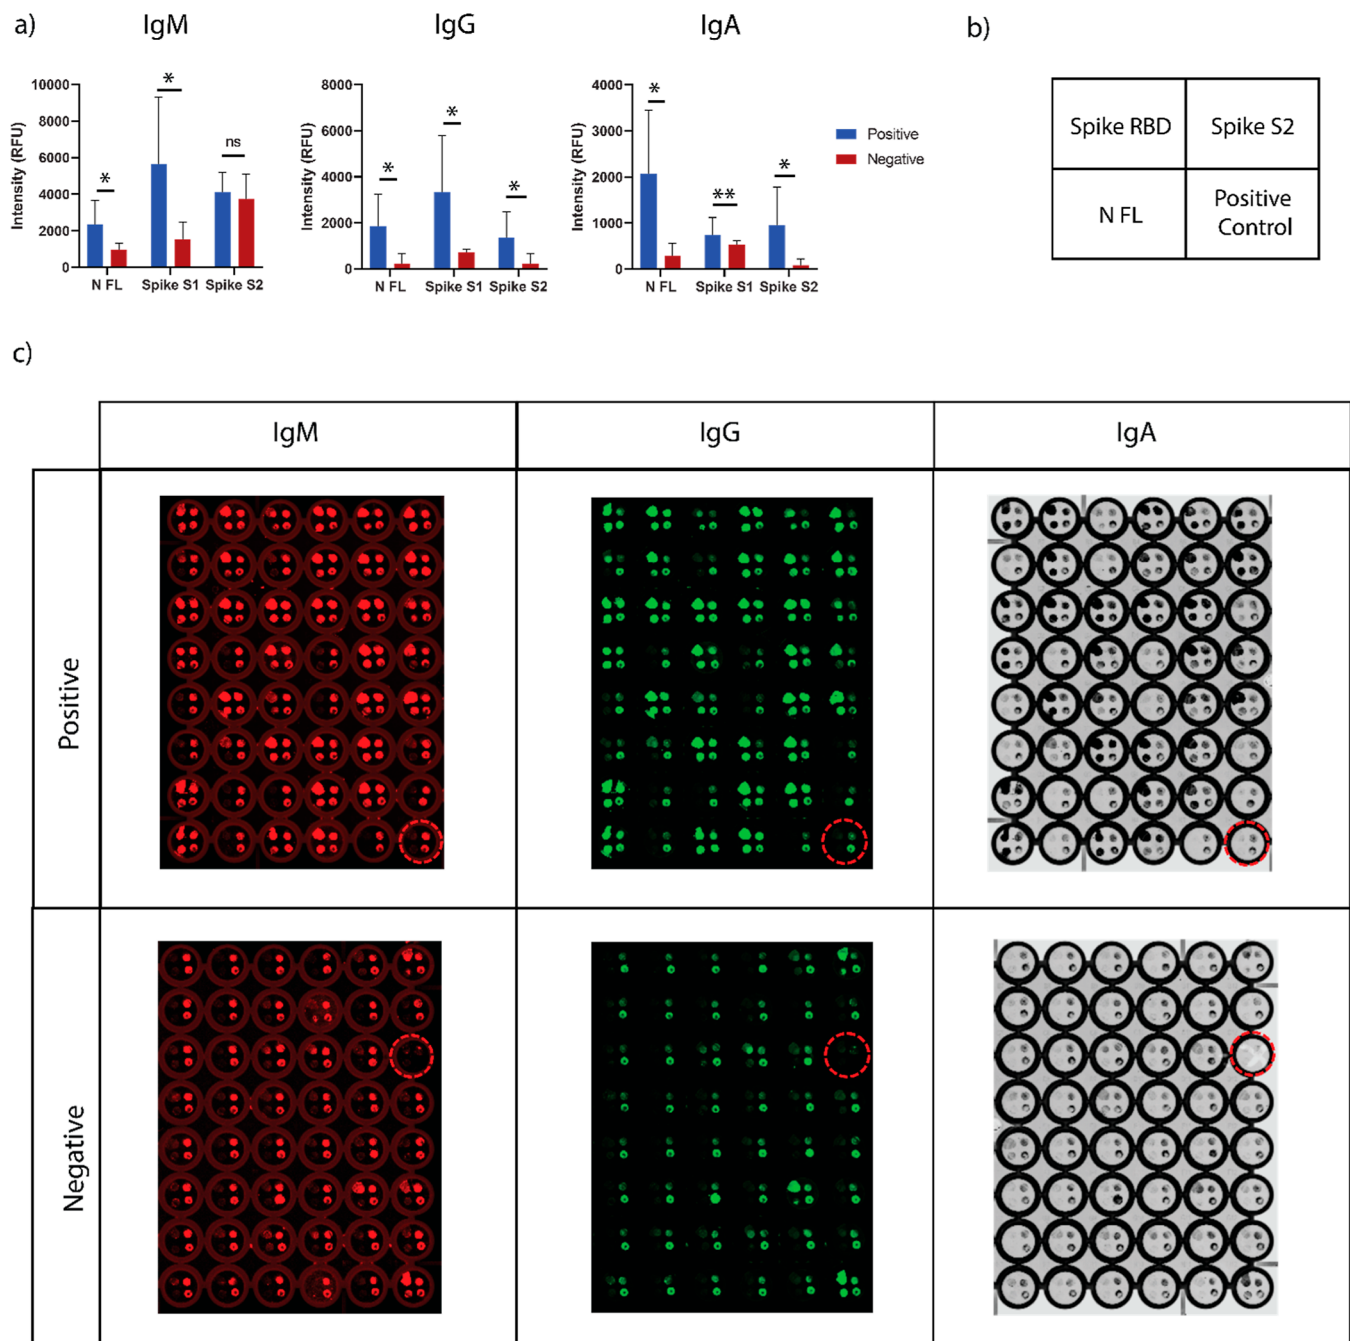 a)
IgM
IgG
IgA
b)
Intensity (RFU)
10000
8000
6000
4000
2000
0
*
*
ns
N FL
Spike S1
Spike S2
Intensity (RFU)
8000
6000
4000
2000
0
*
*
*
N FL
Spike S1
Spike S2
Intensity (RFU)
4000
3000
2000
1000
0
*
**
*
N FL
Spike S1
Spike S2
Positive
Negative
Spike RBD
Spike S2
N FL
Positive
Control
c)
IgM
IgG
IgA
Positive
Negative